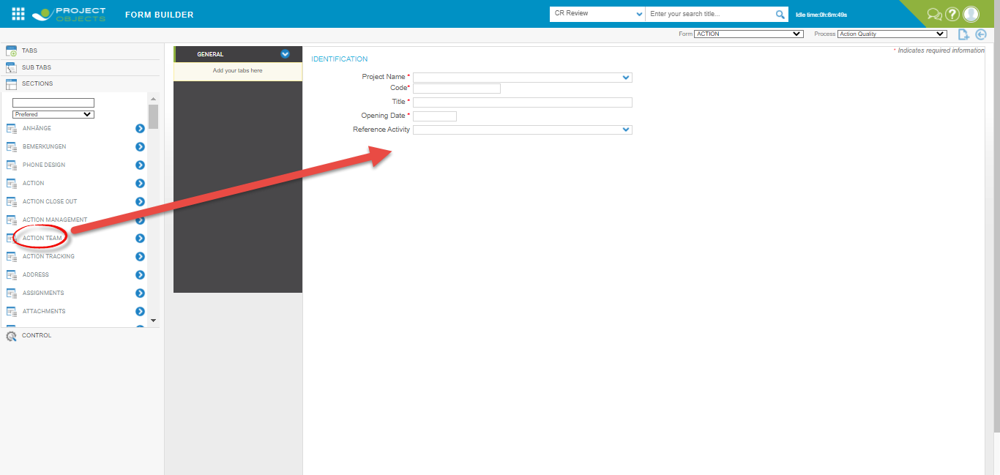 PROJECT
OBJECTS
FORM BUILDER
CR Review
Enter your search title...
Idle time:0h:6m:49s
?
Form ACTION
Process Action Quality
TABS
SUB TABS
SECTIONS
Prefered
ANHÄNGE
BEMERKUNGEN
PHONE DESIGN
ACTION
ACTION CLOSE OUT
ACTION MANAGEMENT
ACTION TEAM
ACTION TRACKING
ADDRESS
ASSIGNMENTS
ATTACHMENTS
CONTROL
GENERAL
Add your tabs here
* Indicates required information
IDENTIFICATION
Project Name *
Code*
Title *
Opening Date *
Reference Activity